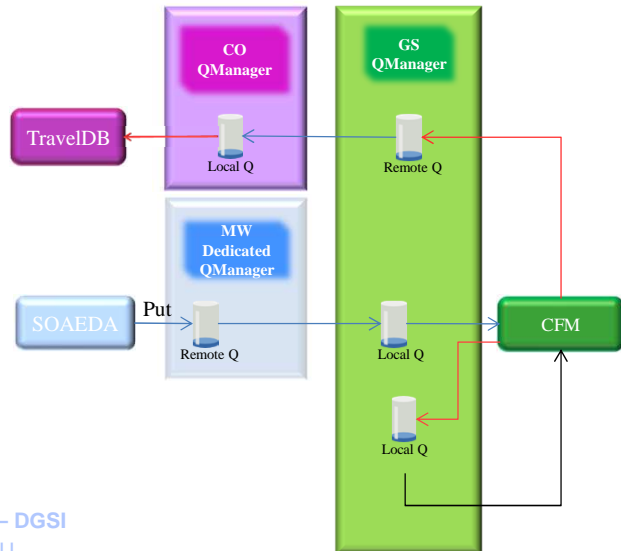 CO
QManager
GS
QManager
TravelDB
Local Q
Remote Q
MW
Dedicated
QManager
Put
SOAEDA
CFM
Remote Q
Local Q
Local Q
– DGSI